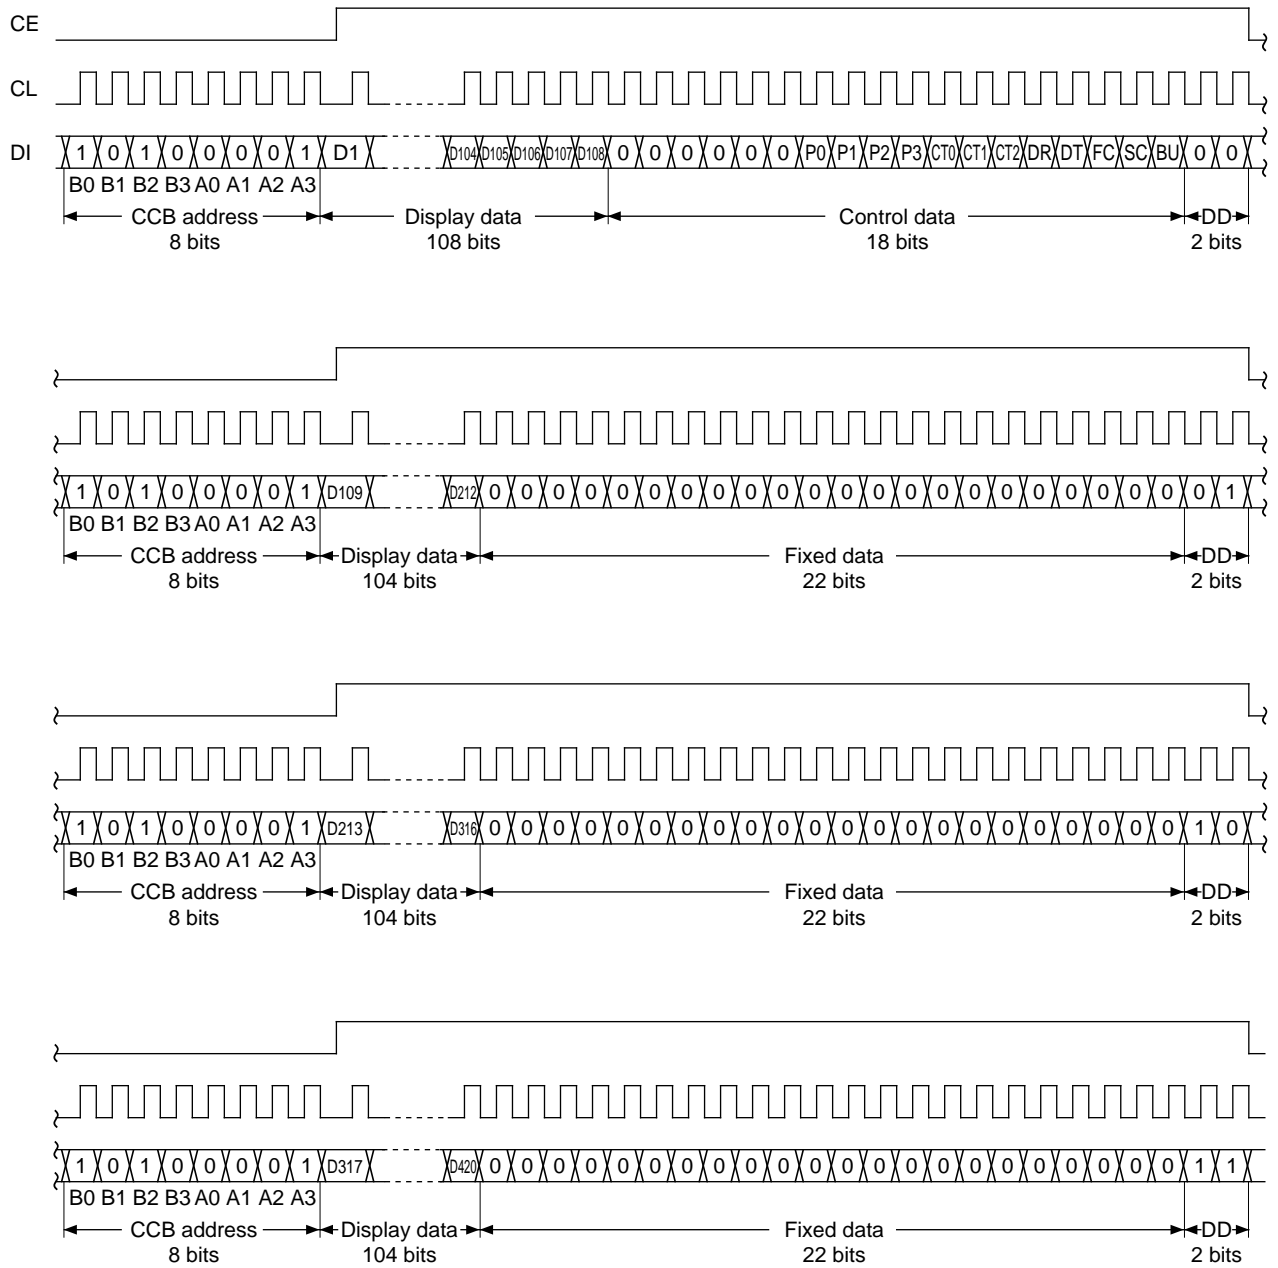 CE
CL
DI 1 0 1 0 0 0 0 1 D1 D104 D105 D106 D107 D108 0 0 0 0 0 0 P0 P1 P2 P3 CT0 CT1 CT2 DR DT FC SC BU 0 0
B0 B1 B2 B3 A0 A1 A2 A3
CCB address Display data Control data DD
8 bits 108 bits 18 bits 2 bits
1 0 1 0 0 0 0 1 D109 D212 0 0 0 0 0 0 0 0 0 0 0 0 0 0 0 0 0 0 0 0 0 0 0 1
B0 B1 B2 B3 A0 A1 A2 A3
CCB address Display data Fixed data DD
8 bits 104 bits 22 bits 2 bits
1 0 1 0 0 0 0 1 D213 D316 0 0 0 0 0 0 0 0 0 0 0 0 0 0 0 0 0 0 0 0 0 0 1 0
B0 B1 B2 B3 A0 A1 A2 A3
CCB address Display data Fixed data DD
8 bits 104 bits 22 bits 2 bits
1 0 1 0 0 0 0 1 D317 D420 0 0 0 0 0 0 0 0 0 0 0 0 0 0 0 0 0 0 0 0 0 0 1 1
B0 B1 B2 B3 A0 A1 A2 A3
CCB address Display data Fixed data DD
8 bits 104 bits 22 bits 2 bits